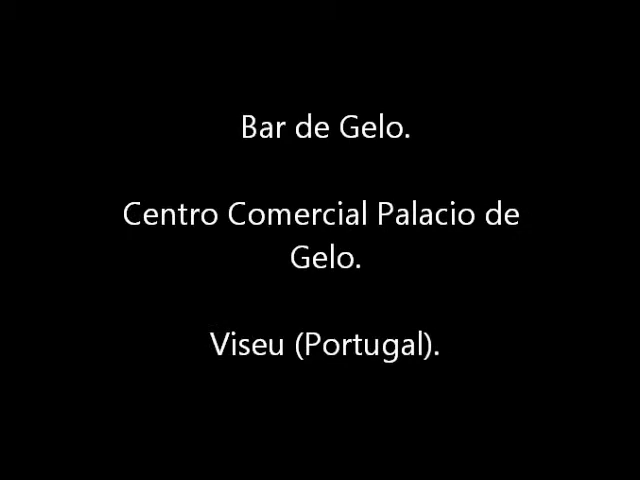 Bar de Gelo.
Centro Comercial Palacio de
Gelo.
Viseu (Portugal).